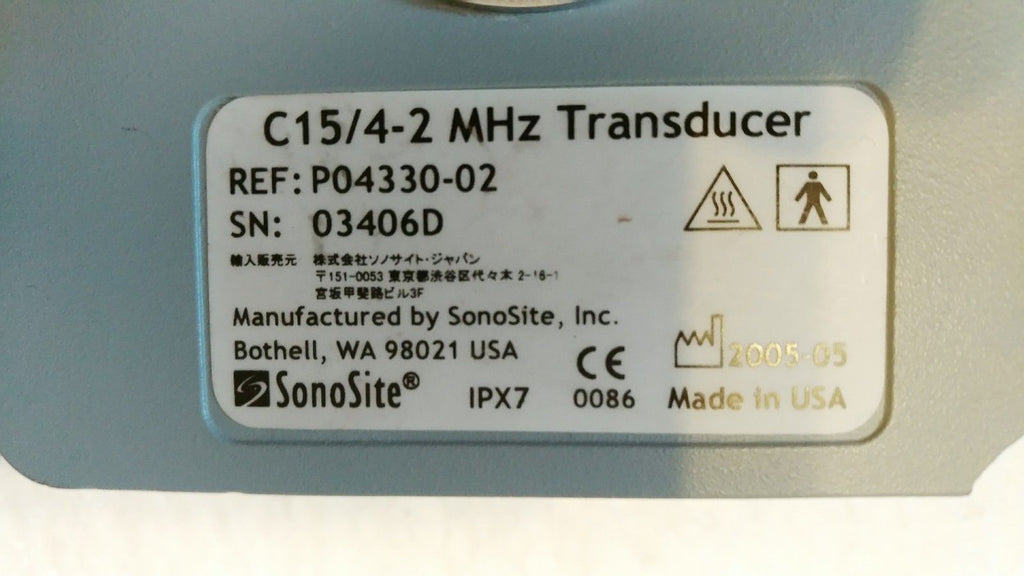 C15/4-2 MHz Transducer
REF: P04330-02
SN: 03406D
輸入販売元 株式会社ソノサイト・ジャパン
〒151-0053 東京都渋谷区代々木 2-16-1
宮坂甲斐路ビル3F
Manufactured by SonoSite, Inc.
Bothell, WA 98021 USA
2005-05
SonoSite® IPX7 CE 0086 Made in USA